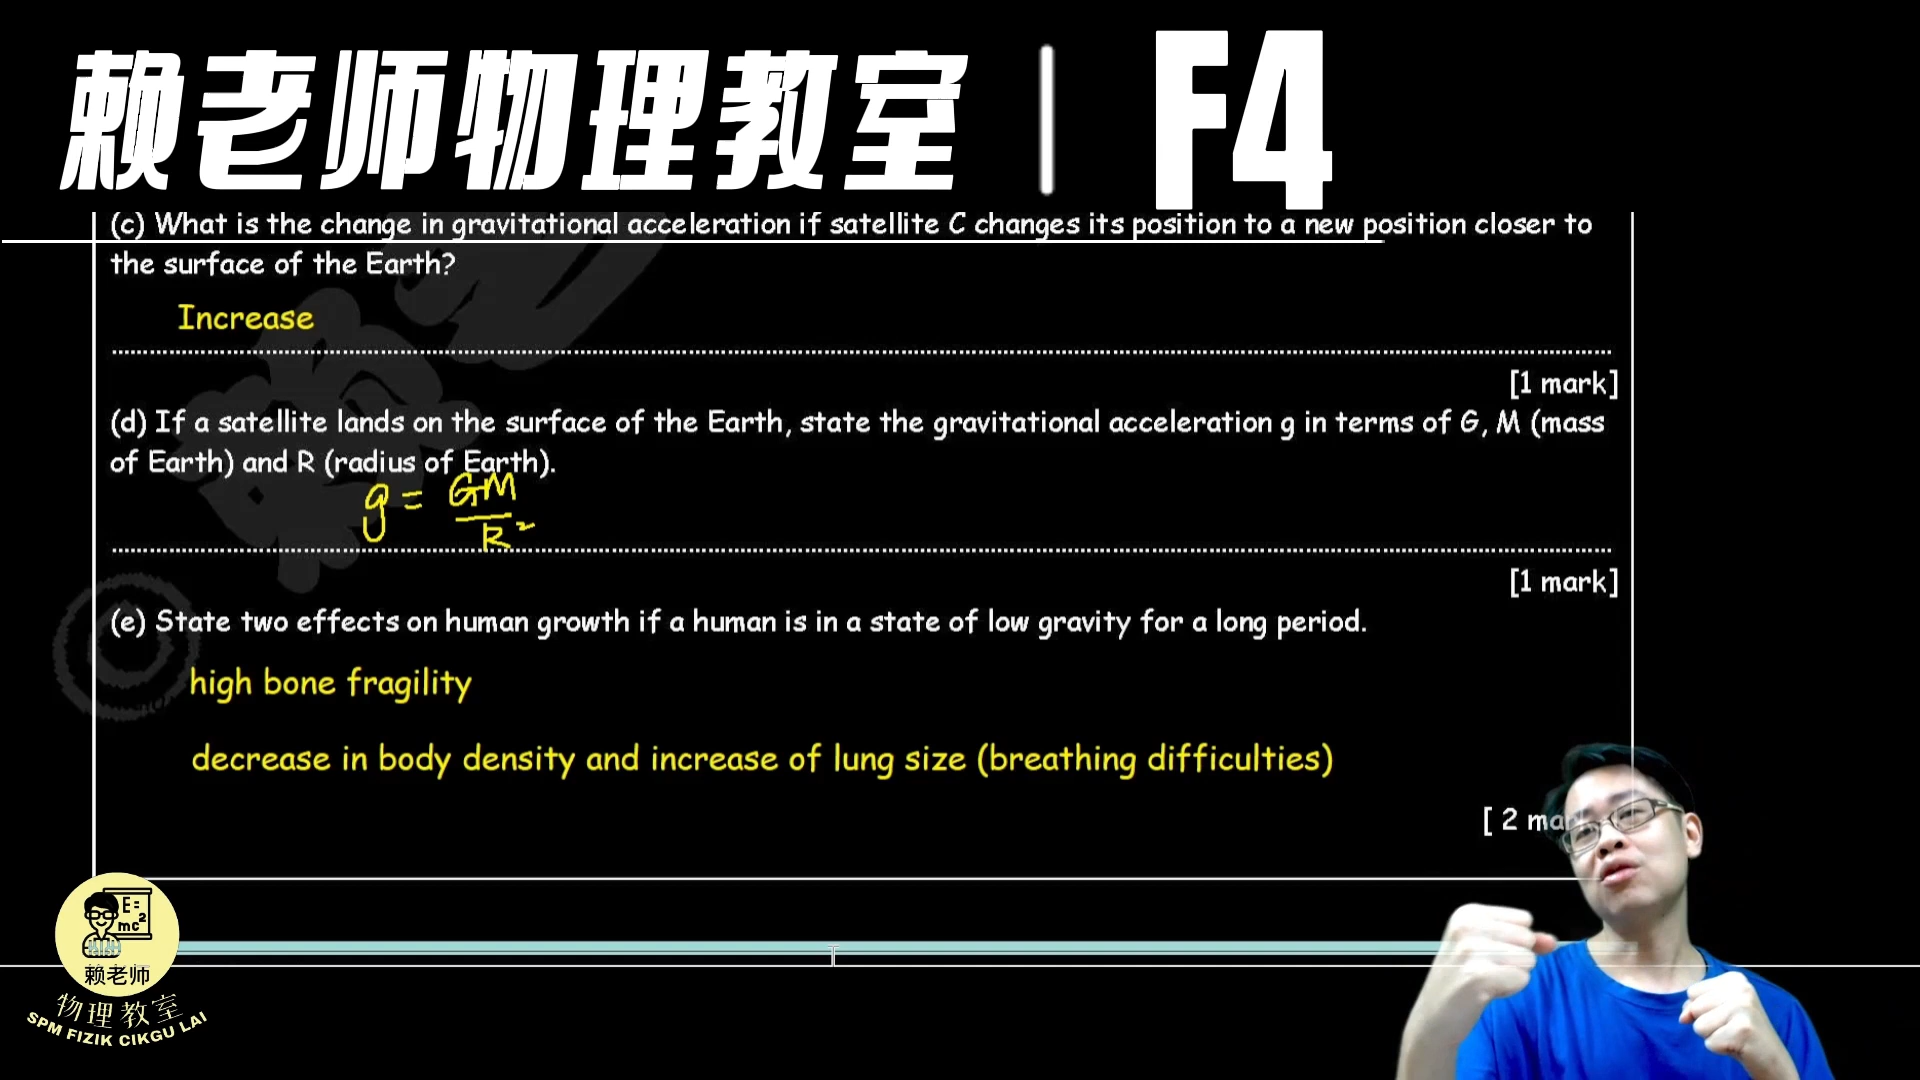 赖老师物理教室 | F4
(c) What is the change in gravitational acceleration if satellite C changes its position to a new position closer to
the surface of the Earth?
Increase
[1 mark]
(d) If a satellite lands on the surface of the Earth, state the gravitational acceleration g in terms of G, M (mass
of Earth) and R (radius of Earth).
g = GM/R²
[1 mark]
(e) State two effects on human growth if a human is in a state of low gravity for a long period.
high bone fragility
decrease in body density and increase of lung size (breathing difficulties)
[ 2
E=
mc²
赖老师
物理教室
SPM FIZIK CIKGU LAI